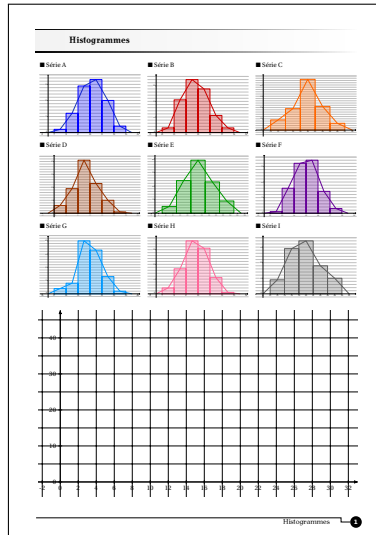 Histogrammes
■ Série A ■ Série B ■ Série C
■ Série D ■ Série E ■ Série F
■ Série G ■ Série H ■ Série I
40
30
20
10
0
-2 0 2 4 6 8 10 12 14 16 18 20 22 24 26 28 30 32
Histogrammes 1